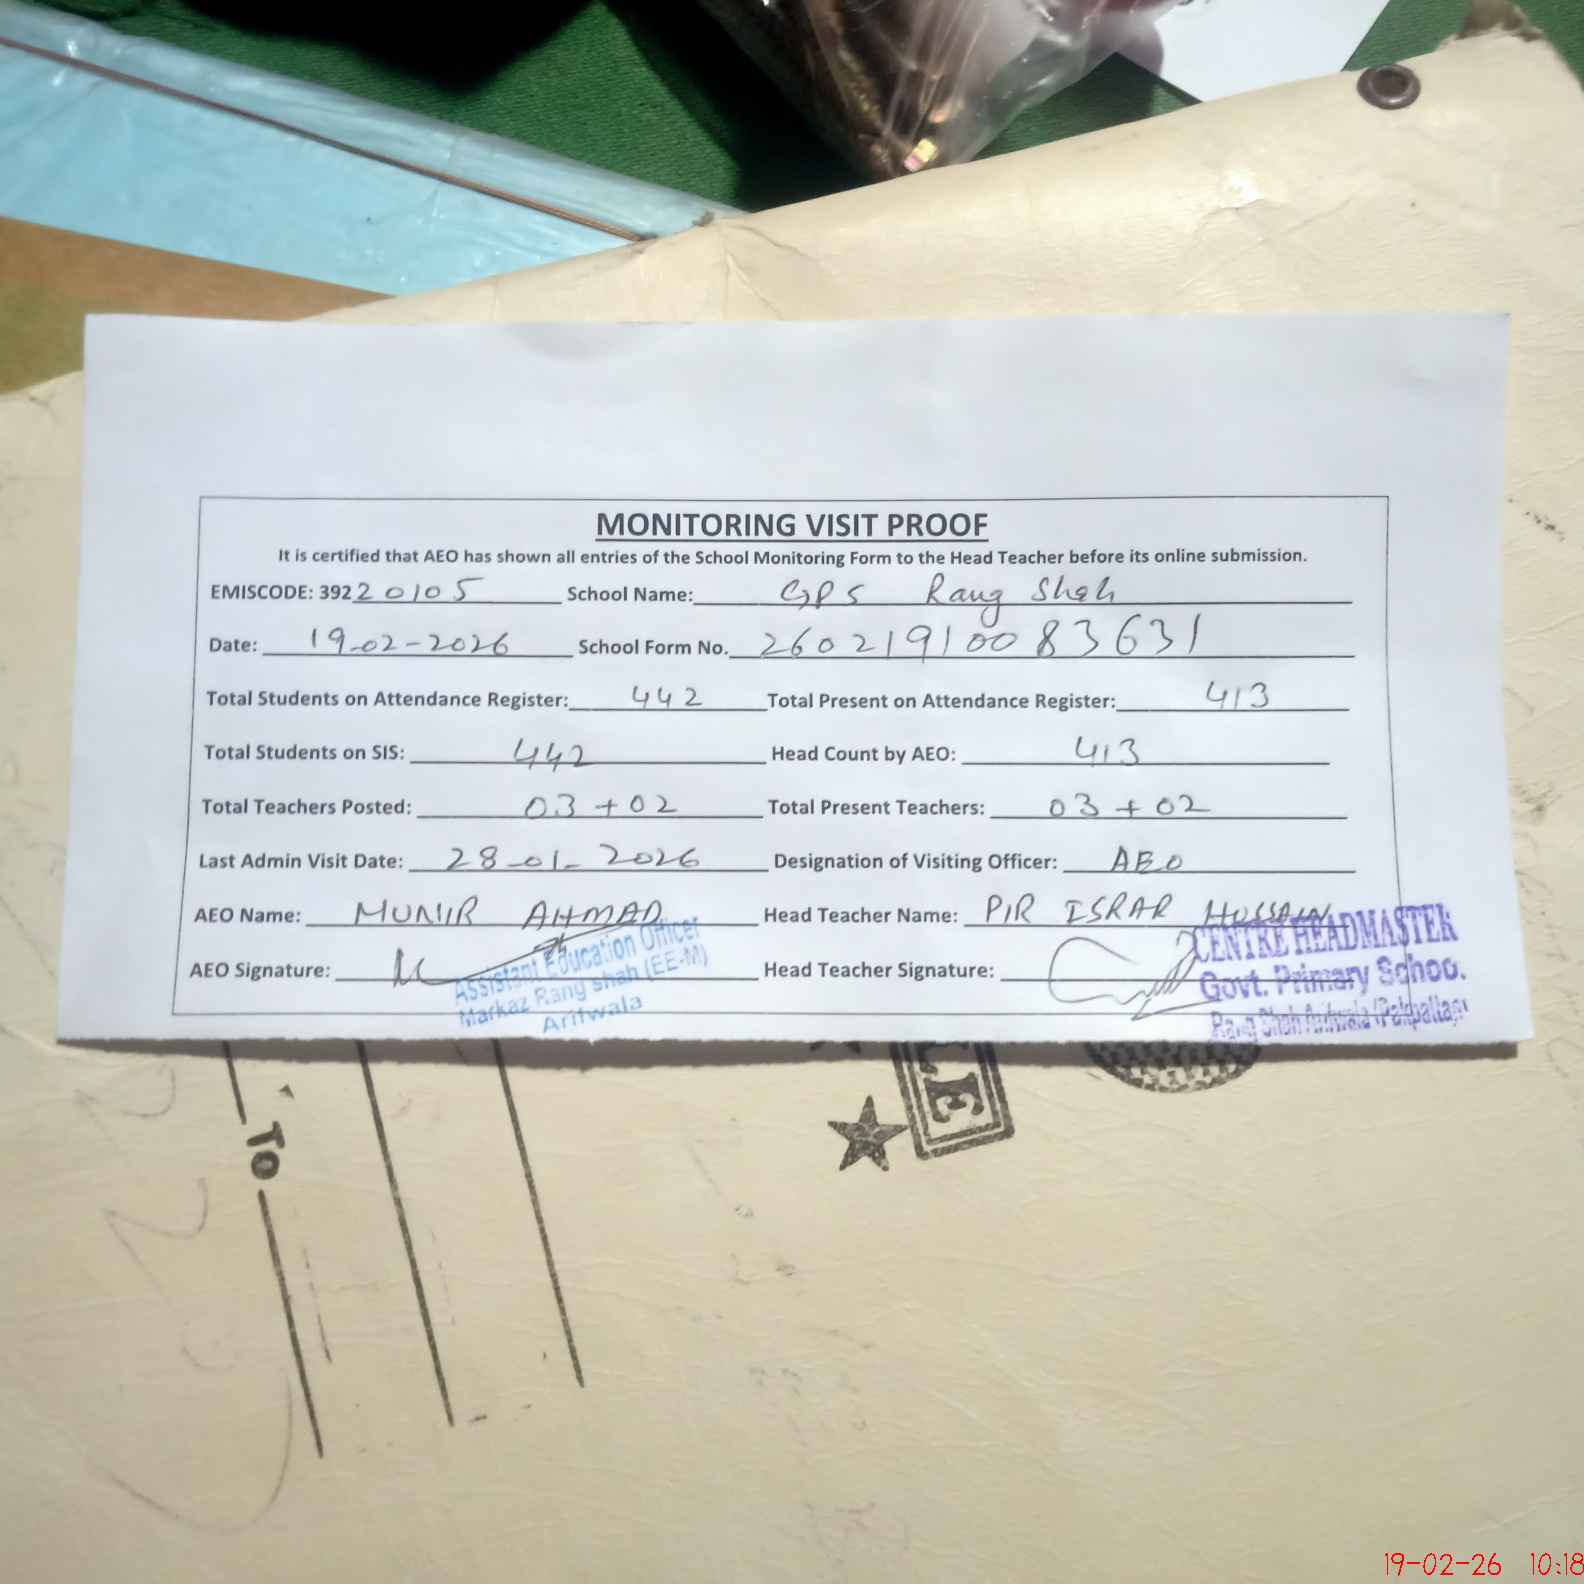 MONITORING VISIT PROOF
It is certified that AEO has shown all entries of the School Monitoring Form to the Head Teacher before its online submission.
EMISCODE: 39220105 School Name: GPS Rang Shah
Date: 19-02-2026 School Form No. 26021910083631
Total Students on Attendance Register: 442 Total Present on Attendance Register: 413
Total Students on SIS: 442 Head Count by AEO: 413
Total Teachers Posted: 03 + 02 Total Present Teachers: 03 + 02
Last Admin Visit Date: 28-01-2026 Designation of Visiting Officer: AEO
AEO Name: MUNIR AHMAD Head Teacher Name: PIR ISRAR HUSSAIN
AEO Signature: Head Teacher Signature:
Assistant Education Officer
Markaz Rang Shah (EE-M)
Arifwala
CENTRE HEADMASTER
Govt. Primary School
Rang Shah Arifwala (Pakpattan)
To
19-02-26 10:18